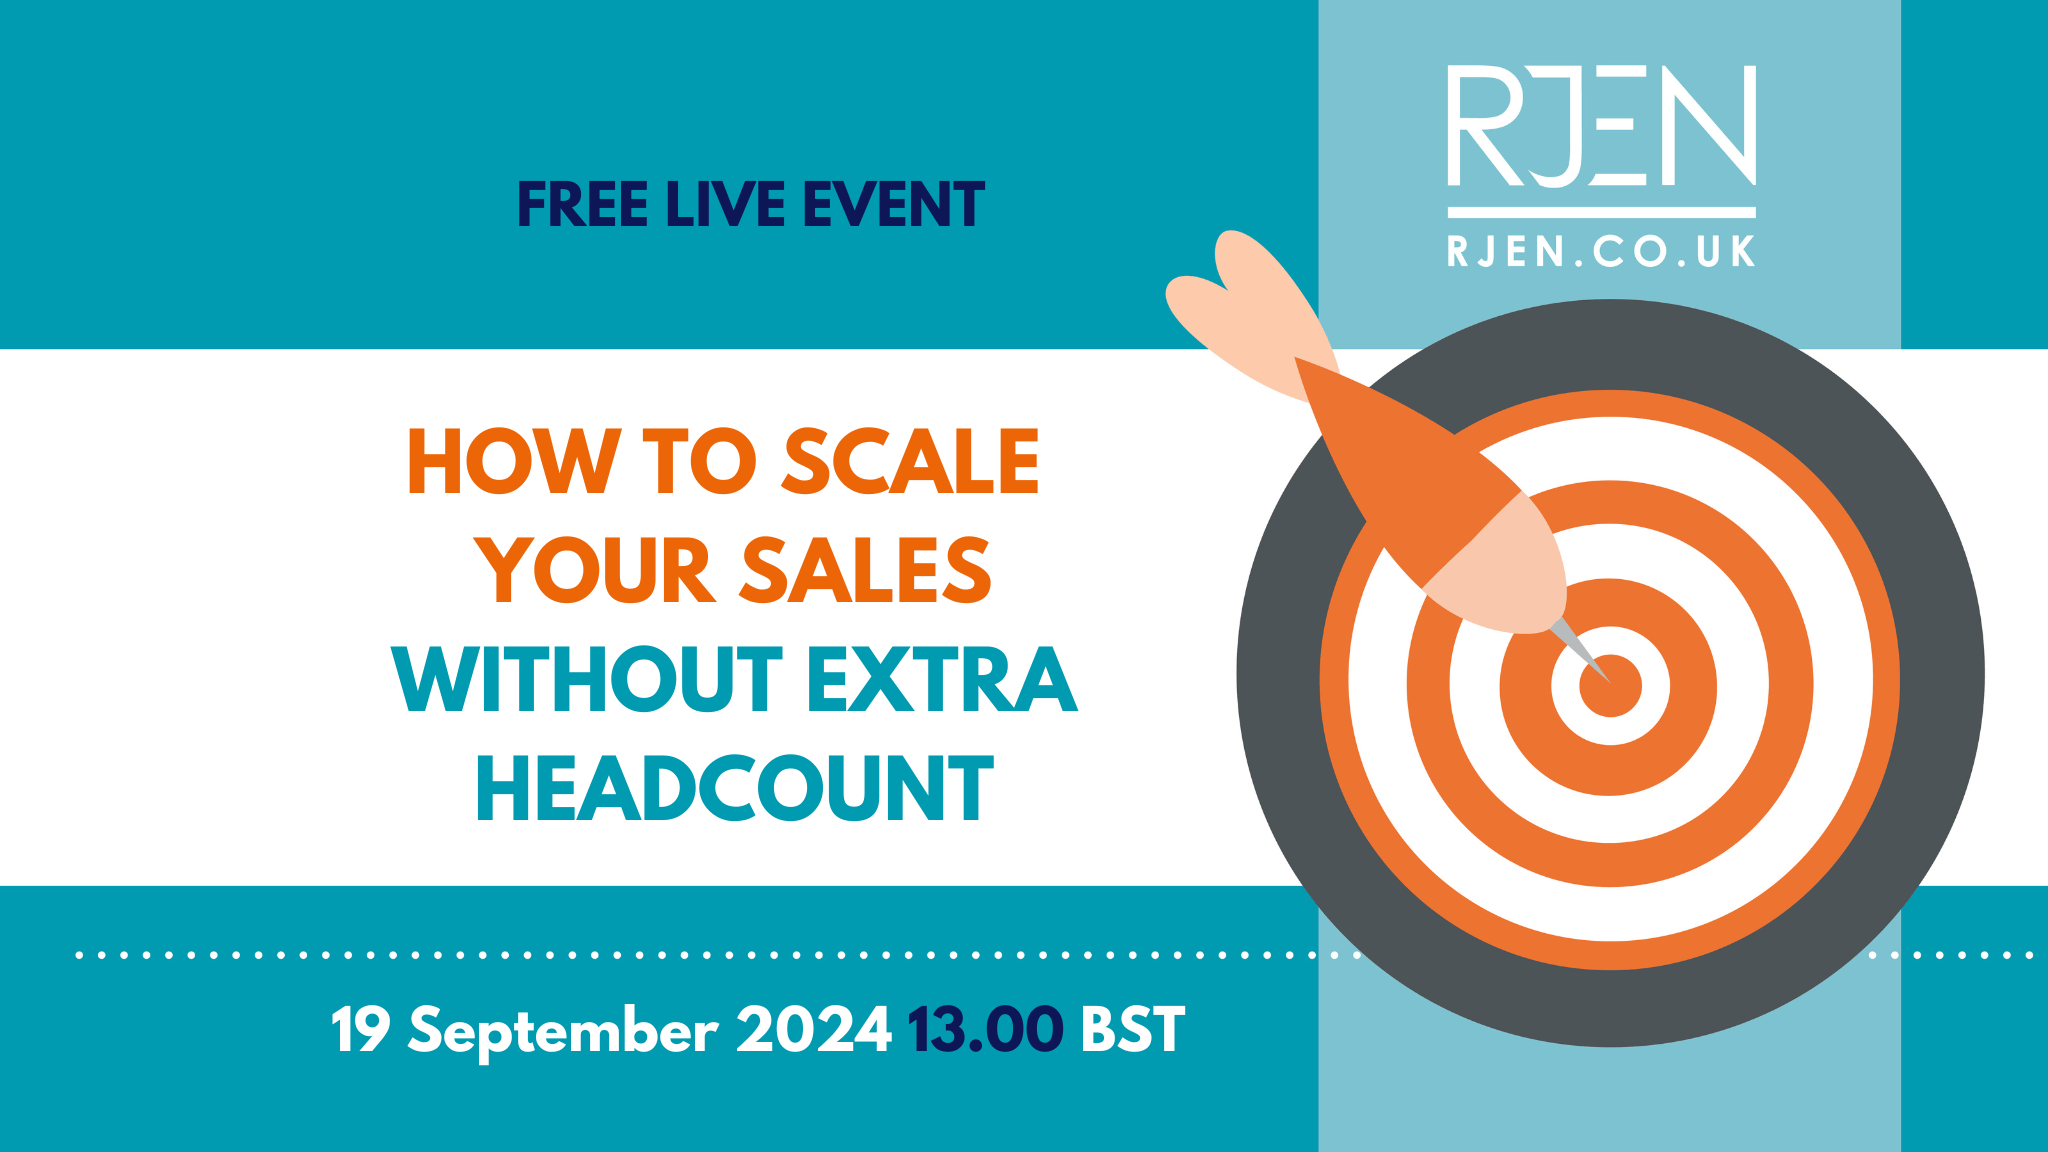 FREE LIVE EVENT
RJEN
RJEN.CO.UK
HOW TO SCALE
YOUR SALES
WITHOUT EXTRA
HEADCOUNT
19 September 2024 13.00 BST